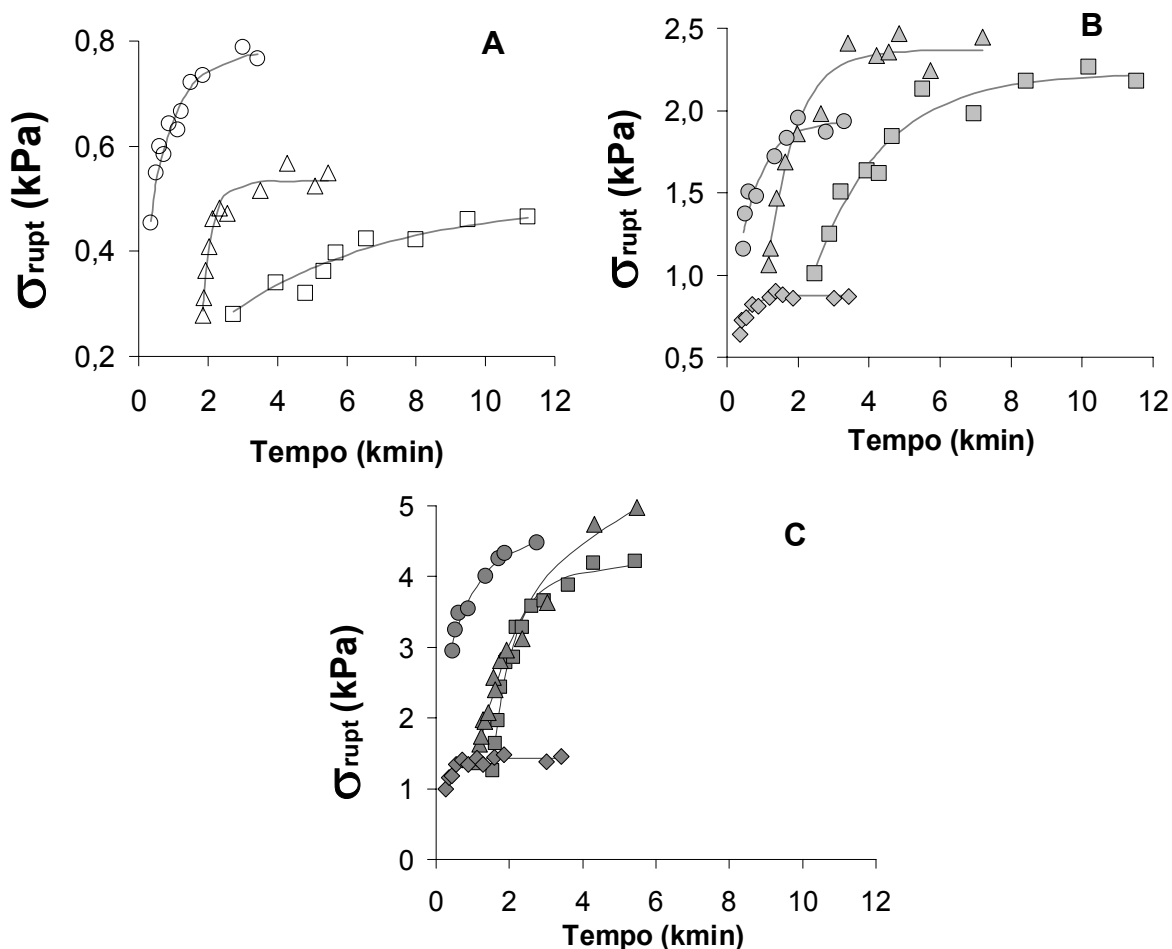 A
σrupt (kPa)
0,8
0,6
0,4
0,2
0 2 4 6 8 10 12
Tempo (kmin)
B
σrupt (kPa)
2,5
2,0
1,5
1,0
0,5
0 2 4 6 8 10 12
Tempo (kmin)
C
σrupt (kPa)
5
4
3
2
1
0
0 2 4 6 8 10 12
Tempo (kmin)